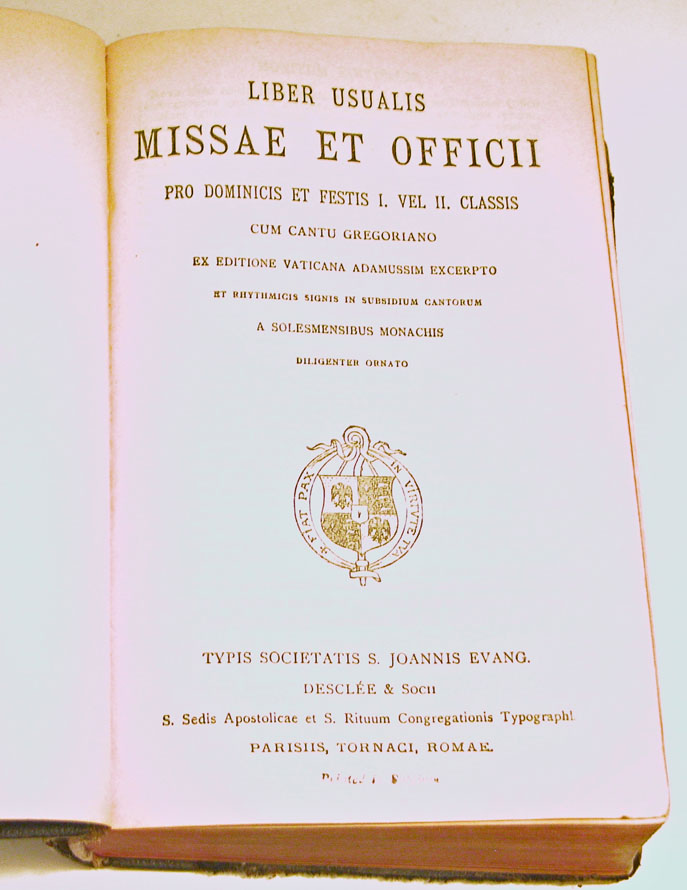 LIBER USUALIS
MISSAE ET OFFICII
PRO DOMINICIS ET FESTIS I. VEL II. CLASSIS
CUM CANTU GREGORIANO
EX EDITIONE VATICANA ADAMUSSIM EXCERPTO
ET RHYTHMICIS SIGNIS IN SUBSIDIUM CANTORUM
A SOLESMENSIBUS MONACHIS
DILIGENTER ORNATO
✠ FIAT PAX IN VIRTVTE TVA
TYPIS SOCIETATIS S. JOANNIS EVANG.
DESCLÉE & Socii
S. Sedis Apostolicae et S. Rituum Congregationis Typographi
PARISIIS, TORNACI, ROMAE.